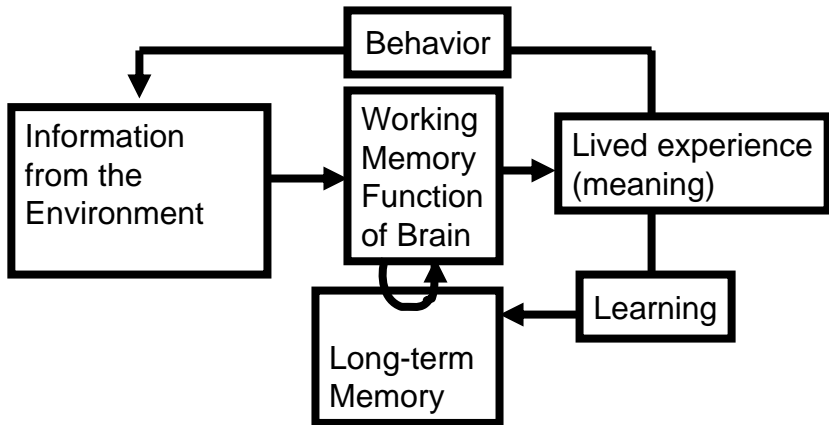 Behavior
Information
from the
Environment
Working
Memory
Function
of Brain
Lived experience
(meaning)
Learning
Long-term
Memory